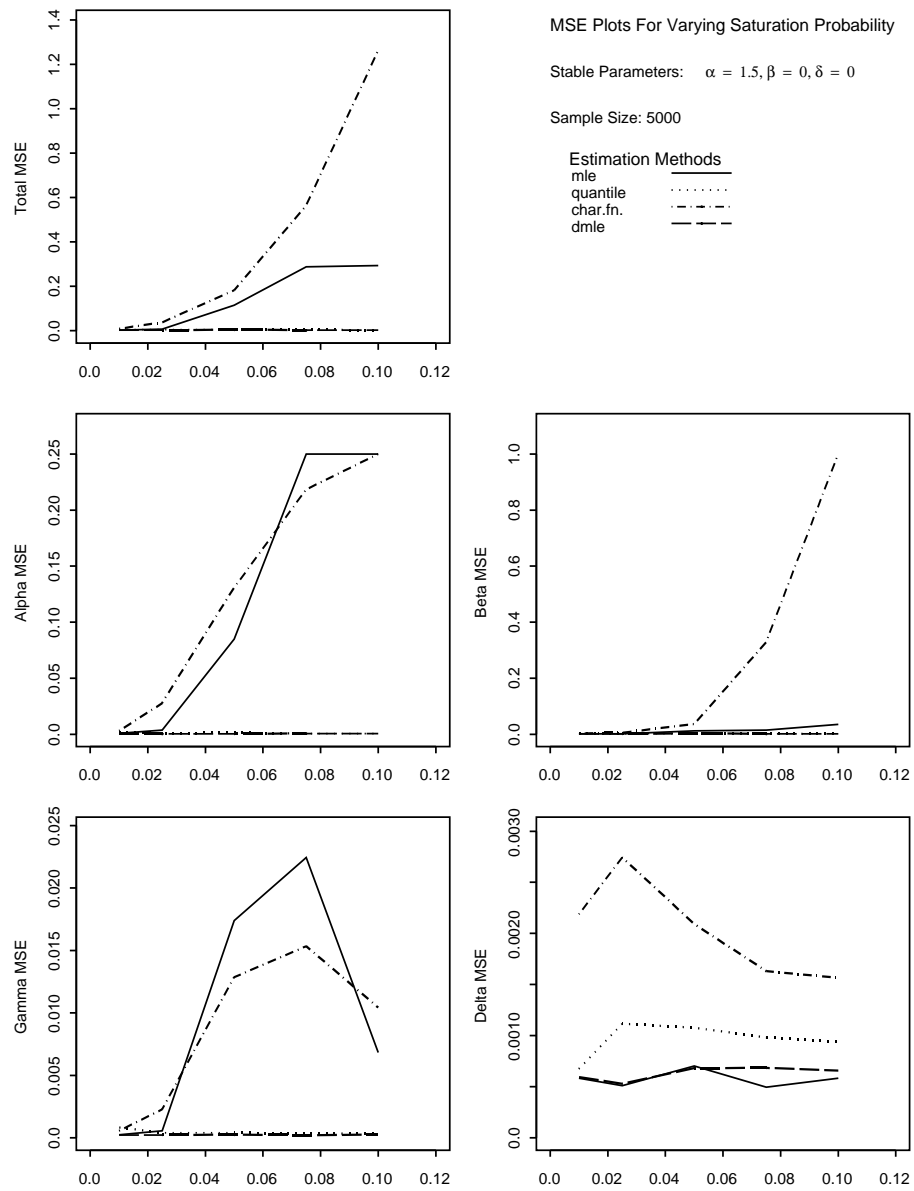 MSE Plots For Varying Saturation Probability
Stable Parameters: α = 1.5, β = 0, δ = 0
Sample Size: 5000
Estimation Methods
mle
quantile
char.fn.
dmle
Total MSE
0.0 0.2 0.4 0.6 0.8 1.0 1.2 1.4
0.0 0.02 0.04 0.06 0.08 0.10 0.12
Alpha MSE
0.0 0.05 0.10 0.15 0.20 0.25
0.0 0.02 0.04 0.06 0.08 0.10 0.12
Beta MSE
0.0 0.2 0.4 0.6 0.8 1.0
0.0 0.02 0.04 0.06 0.08 0.10 0.12
Gamma MSE
0.0 0.005 0.010 0.015 0.020 0.025
0.0 0.02 0.04 0.06 0.08 0.10 0.12
Delta MSE
0.0 0.0010 0.0020 0.0030
0.0 0.02 0.04 0.06 0.08 0.10 0.12